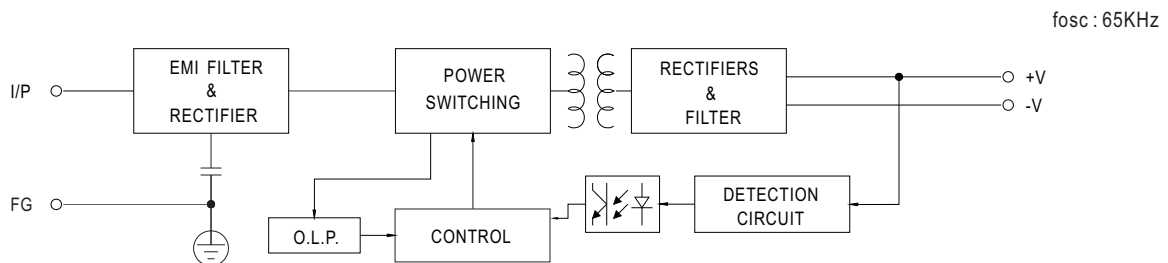 fosc : 65KHz
I/P
EMI FILTER
&
RECTIFIER
POWER
SWITCHING
RECTIFIERS
&
FILTER
+V
-V
FG
O.L.P.
CONTROL
DETECTION
CIRCUIT